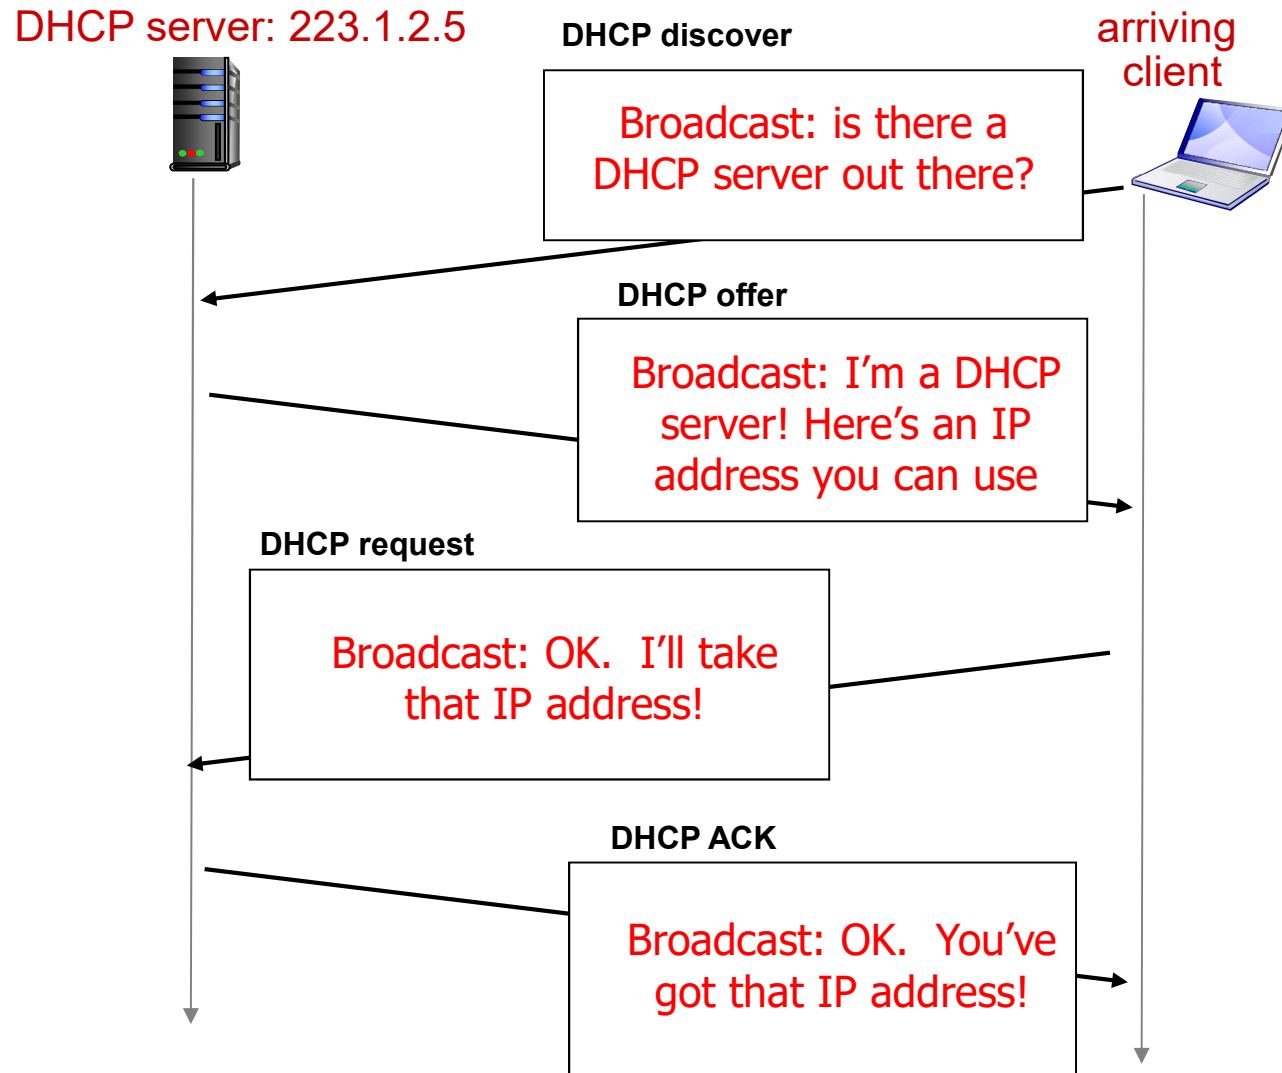 DHCP server: 223.1.2.5
DHCP discover
arriving
client
Broadcast: is there a
DHCP server out there?
DHCP offer
Broadcast: I’m a DHCP
server! Here’s an IP
address you can use
DHCP request
Broadcast: OK.  I’ll take
that IP address!
DHCP ACK
Broadcast: OK.  You’ve
got that IP address!